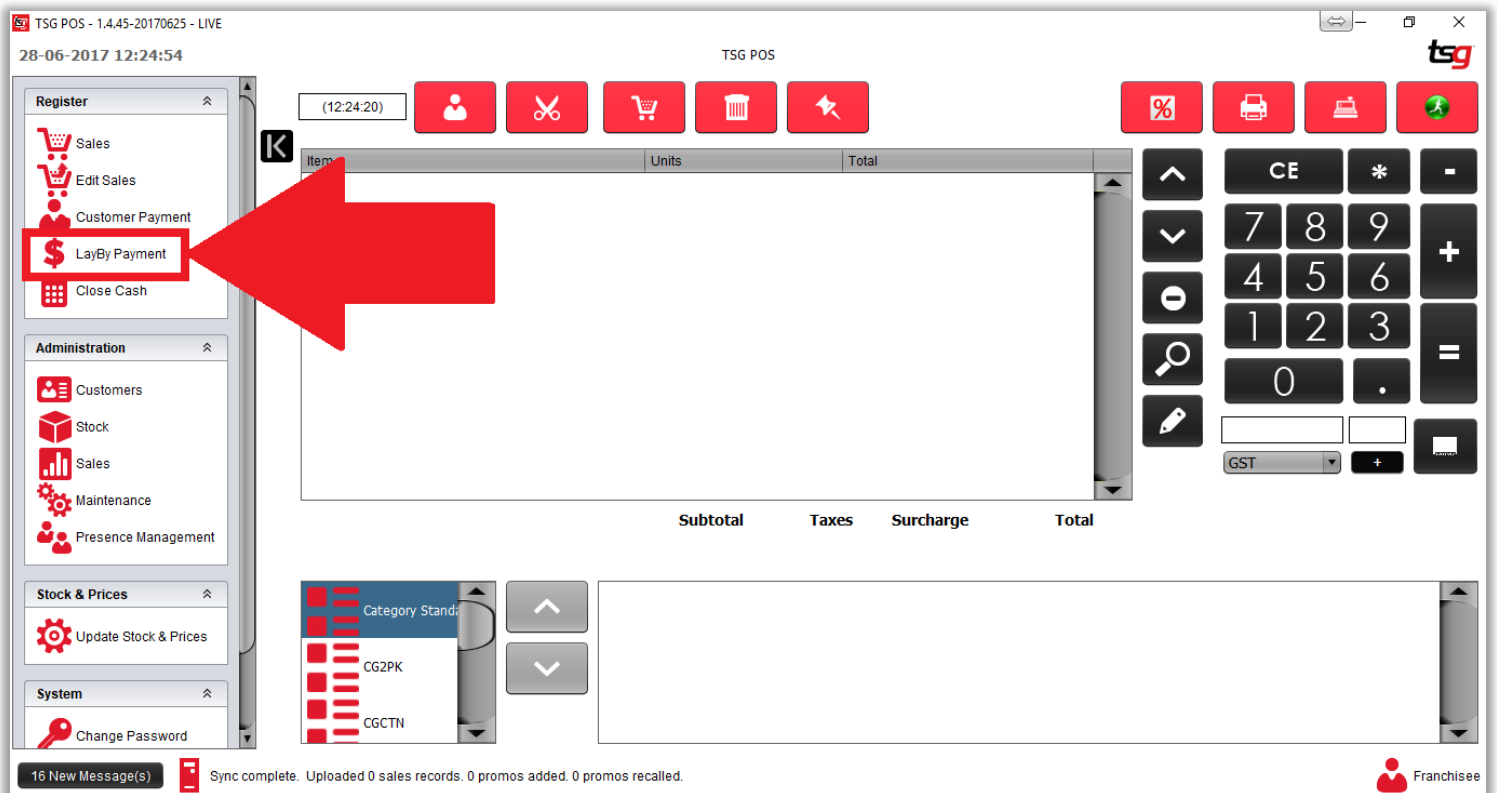 TSG POS - 1.4.45-20170625 - LIVE
28-06-2017 12:24:54
TSG POS
tsg
Register
Sales
Edit Sales
Customer Payment
LayBy Payment
Close Cash
Administration
Customers
Stock
Sales
Maintenance
Presence Management
Stock & Prices
Update Stock & Prices
System
Change Password
(12:24:20)
%
Item
Units
Total
CE * -
7 8 9 +
4 5 6
1 2 3 =
0 .
GST
+
Subtotal Taxes Surcharge Total
Category Standa
CG2PK
CGCTN
16 New Message(s)
Sync complete. Uploaded 0 sales records. 0 promos added. 0 promos recalled.
Franchisee